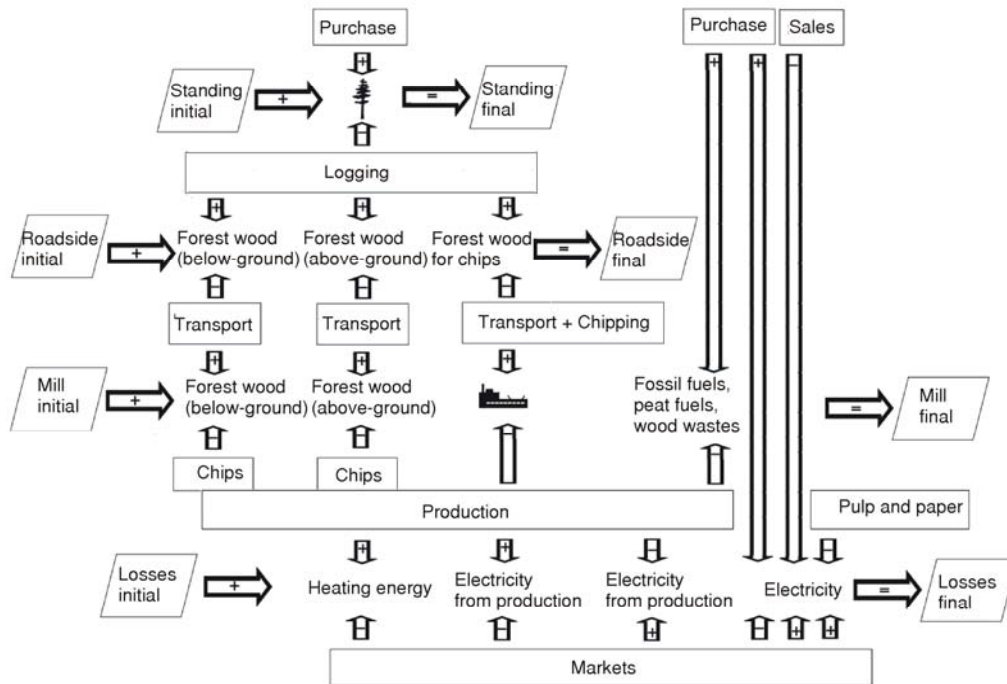 Purchase
Purchase
Sales
+
+
+
−
Standing
initial
+
=
Standing
final
−
Logging
+
+
+
Roadside
initial
+
Forest wood
(below-ground)
Forest wood
(above-ground)
Forest wood
for chips
=
Roadside
final
−
−
−
Transport
Transport
Transport + Chipping
+
+
+
Mill
initial
+
Forest wood
(below-ground)
Forest wood
(above-ground)
Fossil fuels,
peat fuels,
wood wastes
=
Mill
final
−
−
−
−
Chips
Chips
Production
Pulp and paper
+
+
−
+
−
−
Losses
initial
+
Heating energy
Electricity
from production
Electricity
from production
Electricity
=
Losses
final
−
−
+
−
+
+
Markets